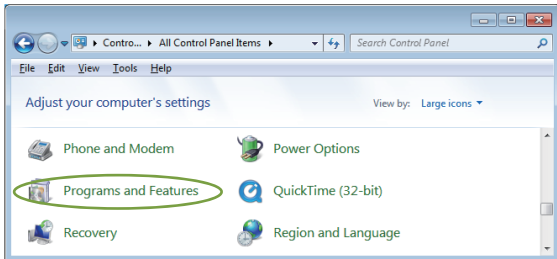 Contro... All Control Panel Items Search Control Panel
File Edit View Tools Help
Adjust your computer's settings View by: Large icons
Phone and Modem Power Options
Programs and Features QuickTime (32-bit)
Recovery Region and Language